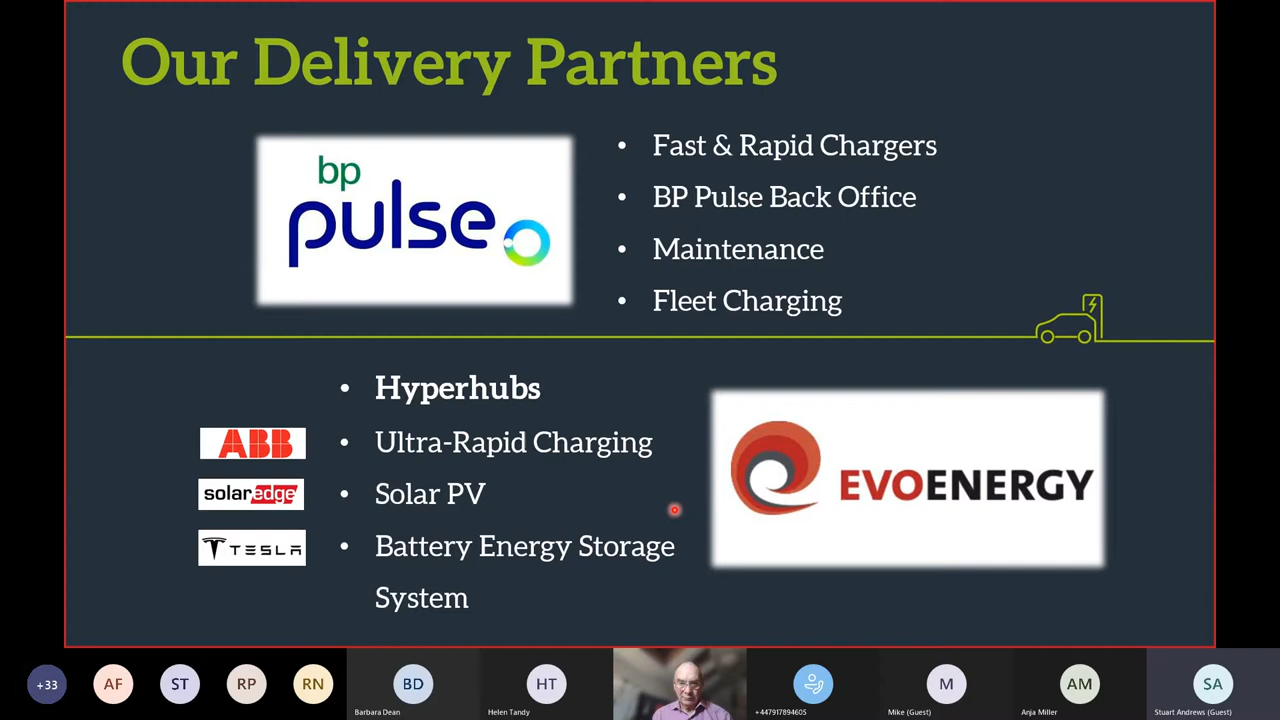 Our Delivery Partners
bp
pulse
• Fast & Rapid Chargers
• BP Pulse Back Office
• Maintenance
• Fleet Charging
• Hyperhubs
ABB
• Ultra-Rapid Charging
solaredge
• Solar PV
TESLA
• Battery Energy Storage
System
EVOENERGY
+33
AF
ST
RP
RN
BD
Barbara Dean
HT
Helen Tandy
+447917894605
M
Mike (Guest)
AM
Anja Miller
SA
Stuart Andrews (Guest)